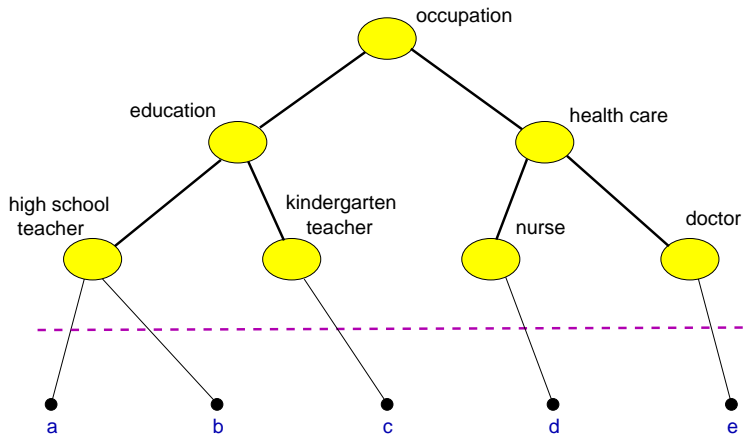 occupation
education
health care
high school
teacher
kindergarten
teacher
nurse
doctor
a
b
c
d
e